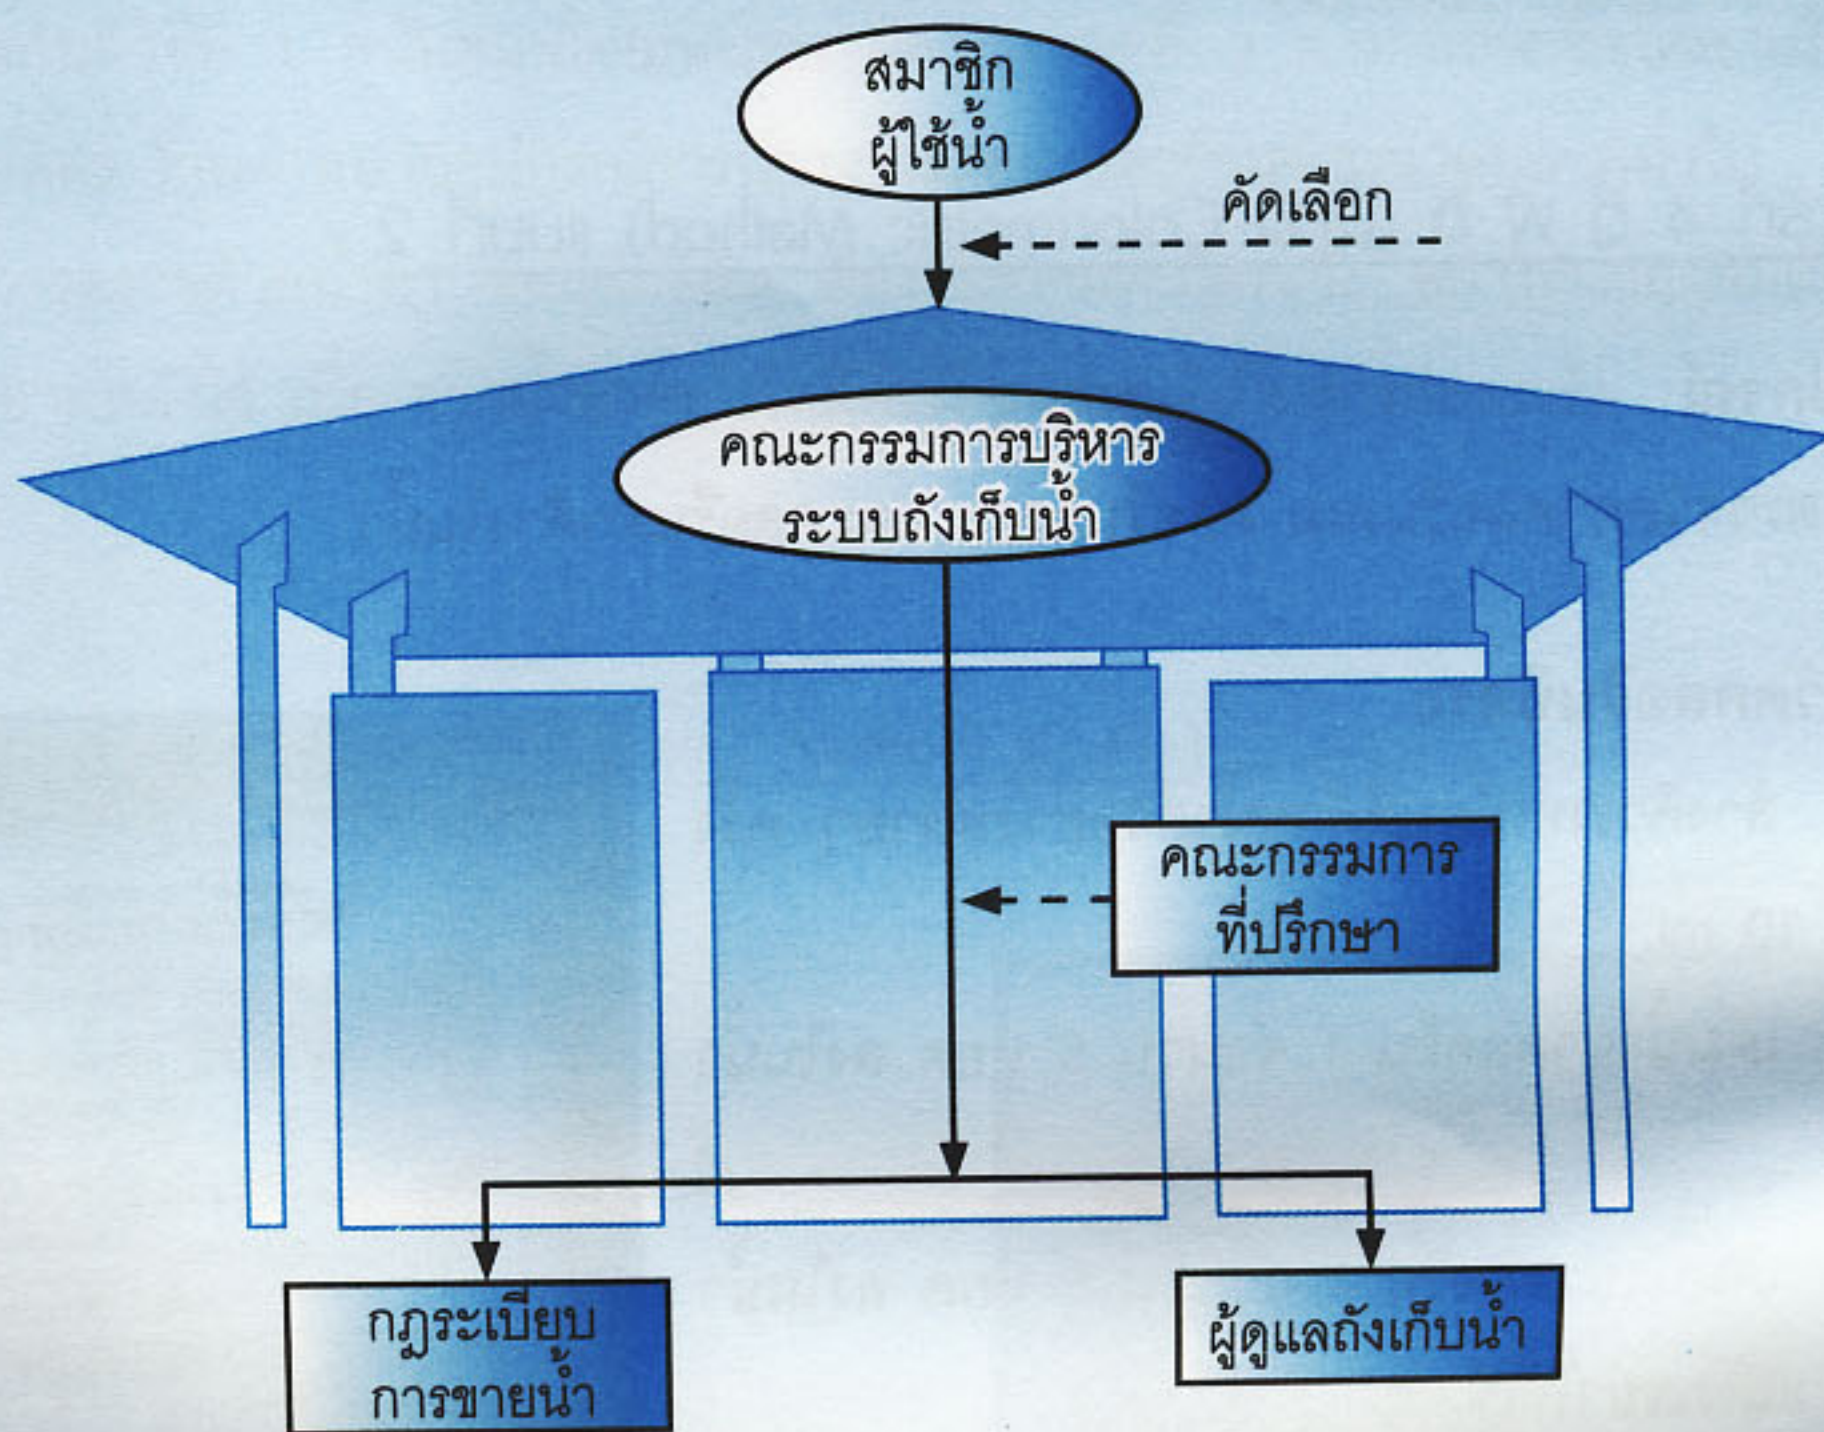 สมาชิก
ผู้ใช้น้ำ
คัดเลือก
คณะกรรมการบริหาร
ระบบถังเก็บน้ำ
คณะกรรมการ
ที่ปรึกษา
กฎระเบียบ
การขายน้ำ
ผู้ดูแลถังเก็บน้ำ